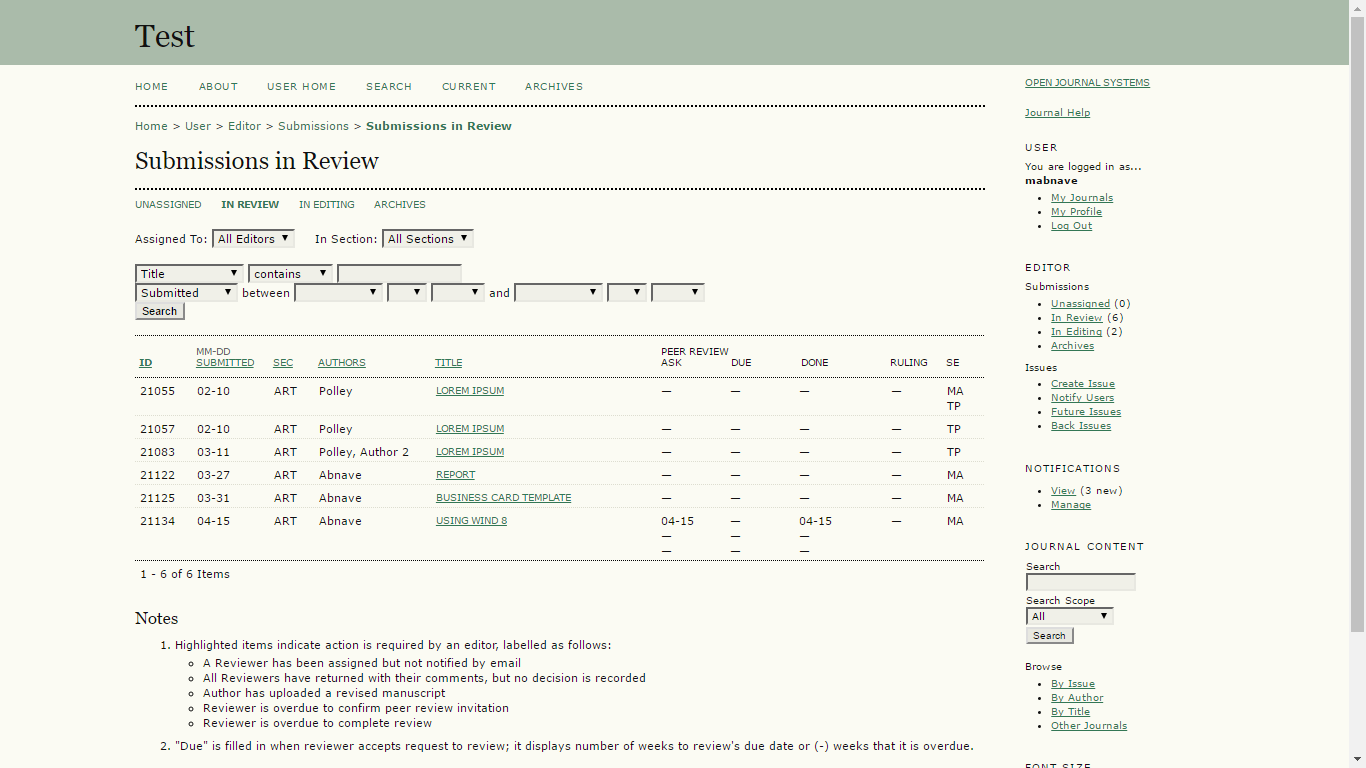 Test
HOME ABOUT USER HOME SEARCH CURRENT ARCHIVES
Home > User > Editor > Submissions > Submissions in Review
Submissions in Review
UNASSIGNED IN REVIEW IN EDITING ARCHIVES
Assigned To: All Editors In Section: All Sections
Title contains
Submitted between and
Search
MM-DD PEER REVIEW
ID SUBMITTED SEC AUTHORS TITLE ASK DUE DONE RULING SE
21055 02-10 ART Polley LOREM IPSUM — — — — MA
TP
21057 02-10 ART Polley LOREM IPSUM — — — — TP
21083 03-11 ART Polley, Author 2 LOREM IPSUM — — — — TP
21122 03-27 ART Abnave REPORT — — — — MA
21125 03-31 ART Abnave BUSINESS CARD TEMPLATE — — — — MA
21134 04-15 ART Abnave USING WIND 8 04-15 — 04-15 — MA
— — —
— — —
1 - 6 of 6 Items
Notes
1. Highlighted items indicate action is required by an editor, labelled as follows:
A Reviewer has been assigned but not notified by email
All Reviewers have returned with their comments, but no decision is recorded
Author has uploaded a revised manuscript
Reviewer is overdue to confirm peer review invitation
Reviewer is overdue to complete review
2. "Due" is filled in when reviewer accepts request to review; it displays number of weeks to review's due date or (-) weeks that it is overdue.
OPEN JOURNAL SYSTEMS
Journal Help
USER
You are logged in as...
mabnave
My Journals
My Profile
Log Out
EDITOR
Submissions
Unassigned (0)
In Review (6)
In Editing (2)
Archives
Issues
Create Issue
Notify Users
Future Issues
Back Issues
NOTIFICATIONS
View (3 new)
Manage
JOURNAL CONTENT
Search
Search Scope
All
Search
Browse
By Issue
By Author
By Title
Other Journals
FONT SIZE